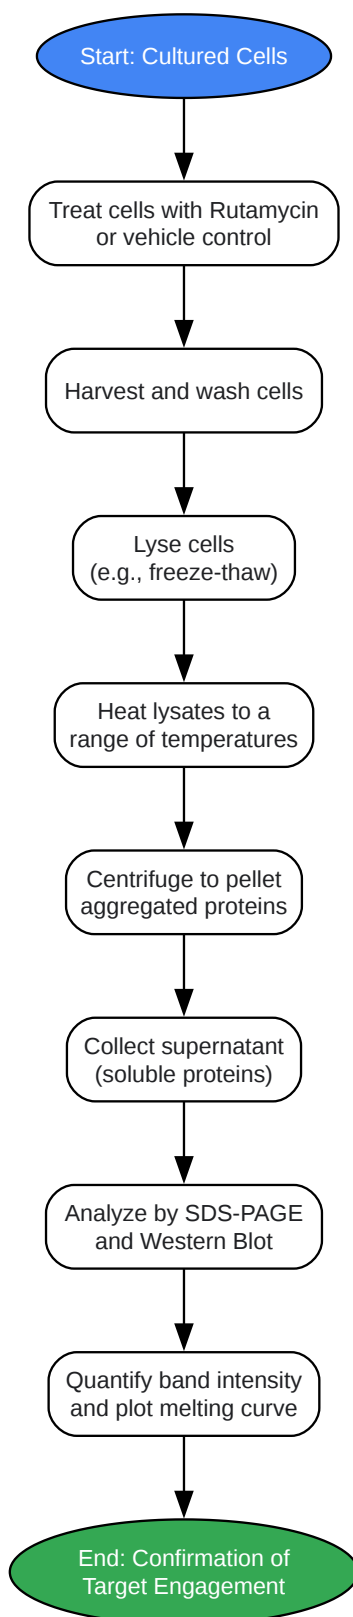 Start: Cultured Cells
Treat cells with Rutamycin
or vehicle control
Harvest and wash cells
Lyse cells
(e.g., freeze-thaw)
Heat lysates to a
range of temperatures
Centrifuge to pellet
aggregated proteins
Collect supernatant
(soluble proteins)
Analyze by SDS-PAGE
and Western Blot
Quantify band intensity
and plot melting curve
End: Confirmation of
Target Engagement